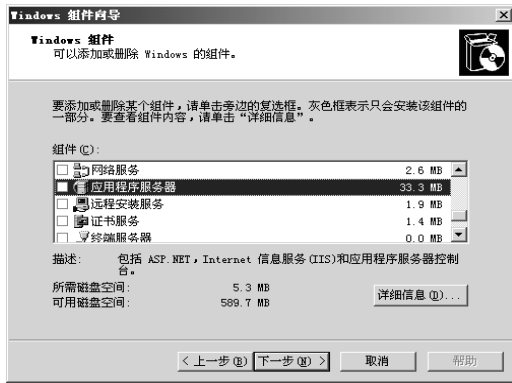 Windows 组件向导
Windows 组件
可以添加或删除 Windows 的组件。
要添加或删除某个组件，请单击旁边的复选框。灰色框表示只会安装该组件的
一部分。要查看组件内容，请单击“详细信息”。
组件(C):
网络服务 2.6 MB
应用程序服务器 33.3 MB
远程安装服务 1.9 MB
证书服务 1.4 MB
终端服务器 0.0 MB
描述: 包括 ASP.NET，Internet 信息服务(IIS)和应用程序服务器控制
台。
所需磁盘空间: 5.3 MB
可用磁盘空间: 589.7 MB
详细信息(D)...
< 上一步(B) 下一步(N) > 取消 帮助